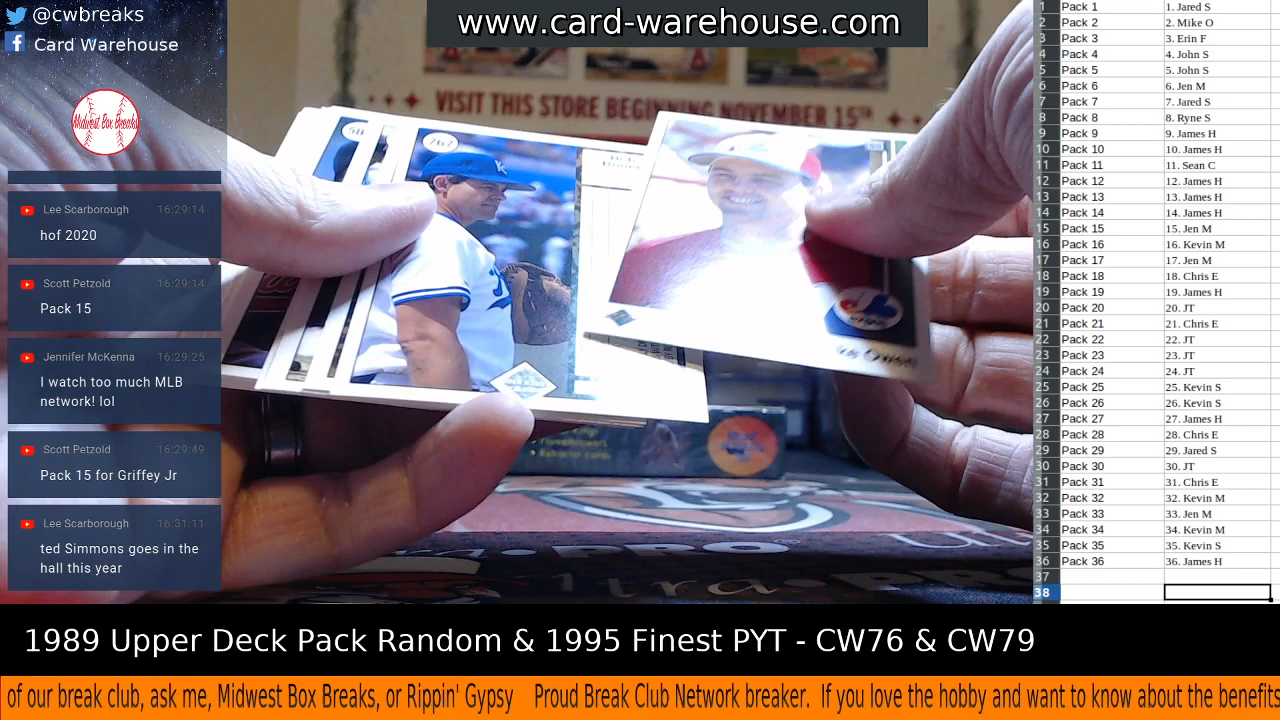 @cwbreaks
Card Warehouse
Midwest Box Breaks
www.card-warehouse.com
VISIT THIS STORE BEGINNING NOVEMBER 15th
58
767
Expos
Owen
Refractor cards
PRO
Ultra
Lee Scarborough 16:29:14
hof 2020
Scott Petzold 16:29:14
Pack 15
Jennifer McKenna 16:29:25
I watch too much MLB
network! lol
Scott Petzold 16:29:49
Pack 15 for Griffey Jr
Lee Scarborough 16:31:11
ted Simmons goes in the
hall this year
1 Pack 1 1. Jared S
2 Pack 2 2. Mike O
3 Pack 3 3. Erin F
4 Pack 4 4. John S
5 Pack 5 5. John S
6 Pack 6 6. Jen M
7 Pack 7 7. Jared S
8 Pack 8 8. Ryne S
9 Pack 9 9. James H
10 Pack 10 10. James H
11 Pack 11 11. Sean C
12 Pack 12 12. James H
13 Pack 13 13. James H
14 Pack 14 14. James H
15 Pack 15 15. Jen M
16 Pack 16 16. Kevin M
17 Pack 17 17. Jen M
18 Pack 18 18. Chris E
19 Pack 19 19. James H
20 Pack 20 20. JT
21 Pack 21 21. Chris E
22 Pack 22 22. JT
23 Pack 23 23. JT
24 Pack 24 24. JT
25 Pack 25 25. Kevin S
26 Pack 26 26. Kevin S
27 Pack 27 27. James H
28 Pack 28 28. Chris E
29 Pack 29 29. Jared S
30 Pack 30 30. JT
31 Pack 31 31. Chris E
32 Pack 32 32. Kevin M
33 Pack 33 33. Jen M
34 Pack 34 34. Kevin M
35 Pack 35 35. Kevin S
36 Pack 36 36. James H
37
38
1989 Upper Deck Pack Random & 1995 Finest PYT - CW76 & CW79
of our break club, ask me, Midwest Box Breaks, or Rippin' Gypsy Proud Break Club Network breaker. If you love the hobby and want to know about the benefits